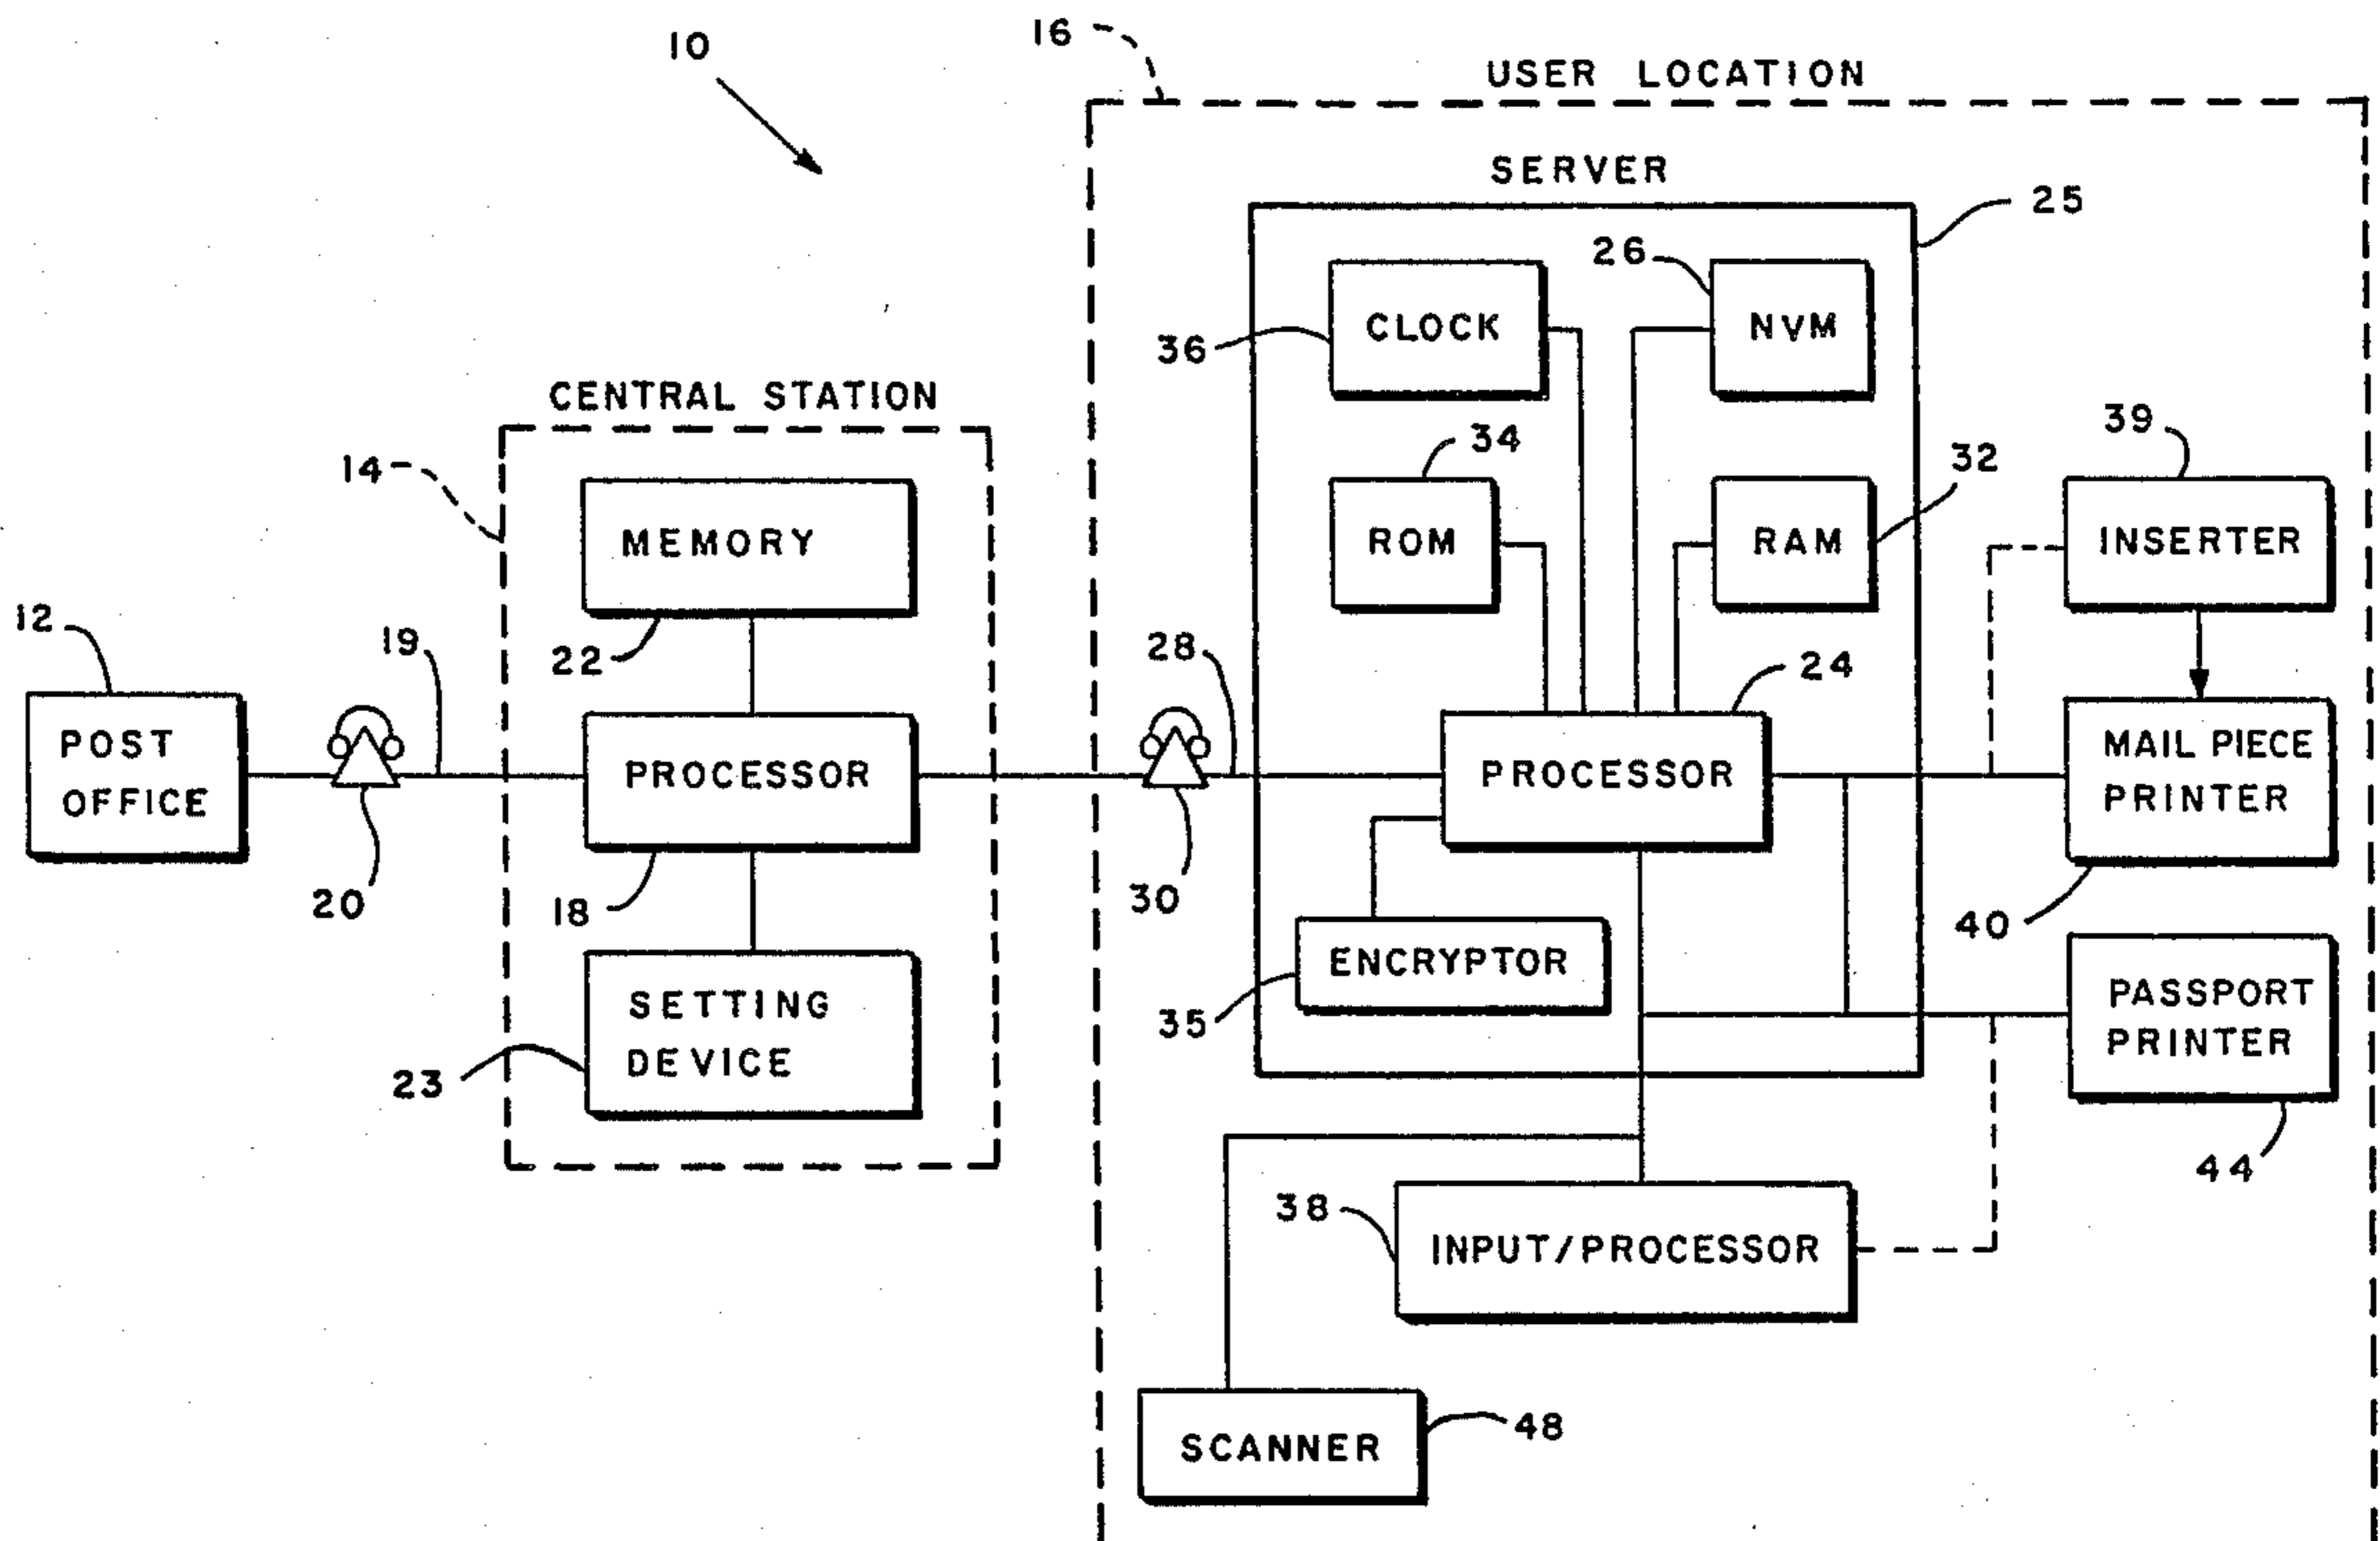 10
16
USER LOCATION
SERVER
25
26
CLOCK
NVM
36
CENTRAL STATION
39
34
32
14
MEMORY
ROM
RAM
INSERTER
12
19
22
28
24
POST
OFFICE
PROCESSOR
PROCESSOR
MAIL PIECE
PRINTER
20
18
30
40
ENCRYPTOR
35
SETTING
DEVICE
PASSPORT
PRINTER
23
44
38
INPUT/PROCESSOR
SCANNER
48